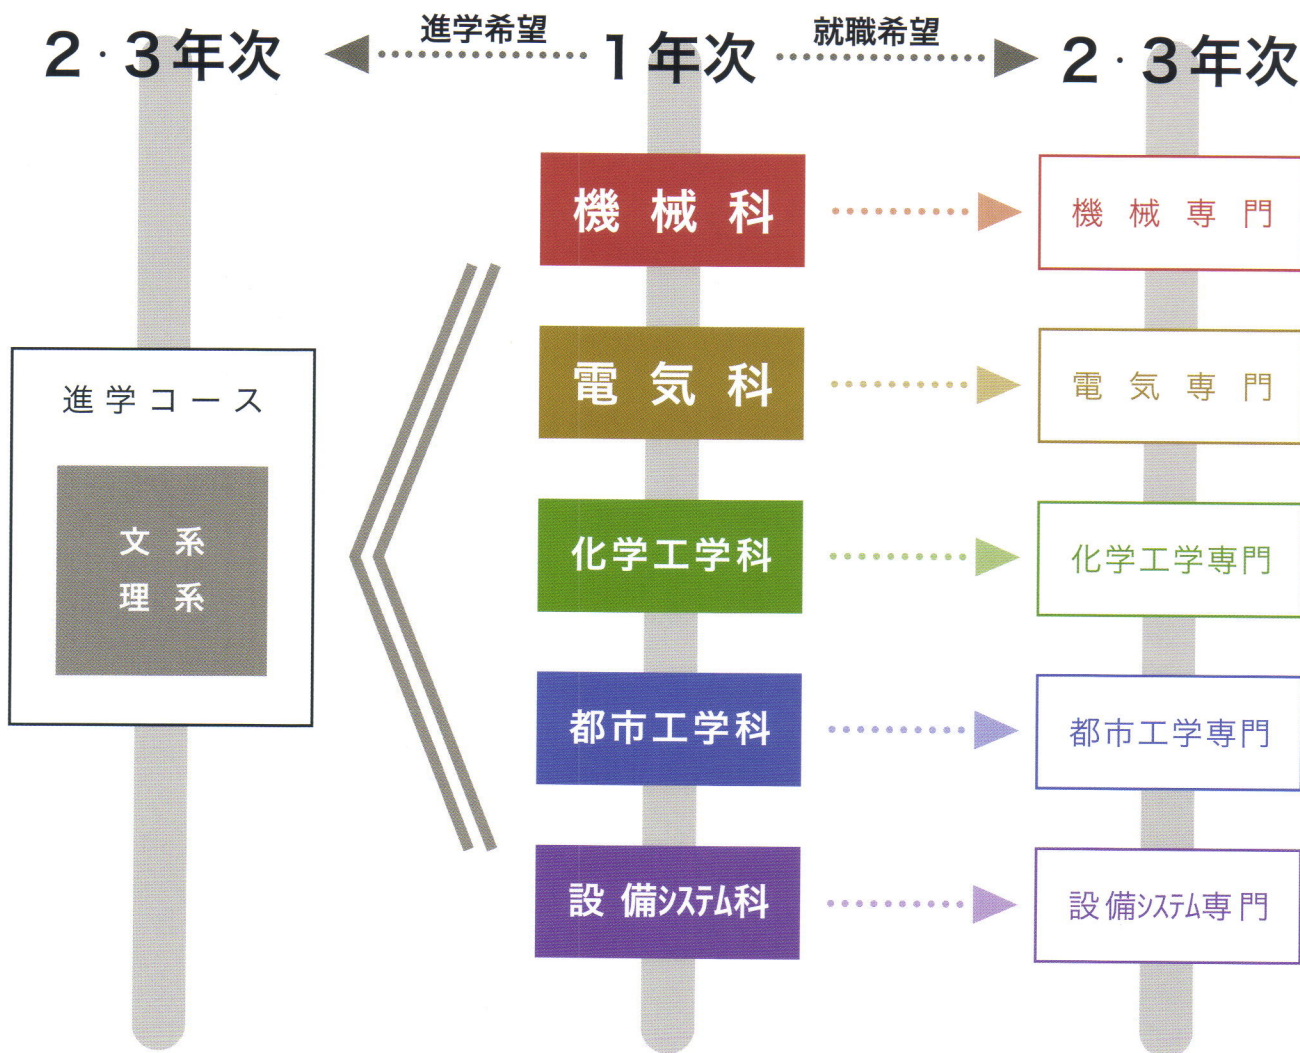 2・3年次
進学希望
1年次
就職希望
2・3年次
機械科
機械専門
電気科
電気専門
進学コース
文系
理系
化学工学科
化学工学専門
都市工学科
都市工学専門
設備システム科
設備システム専門